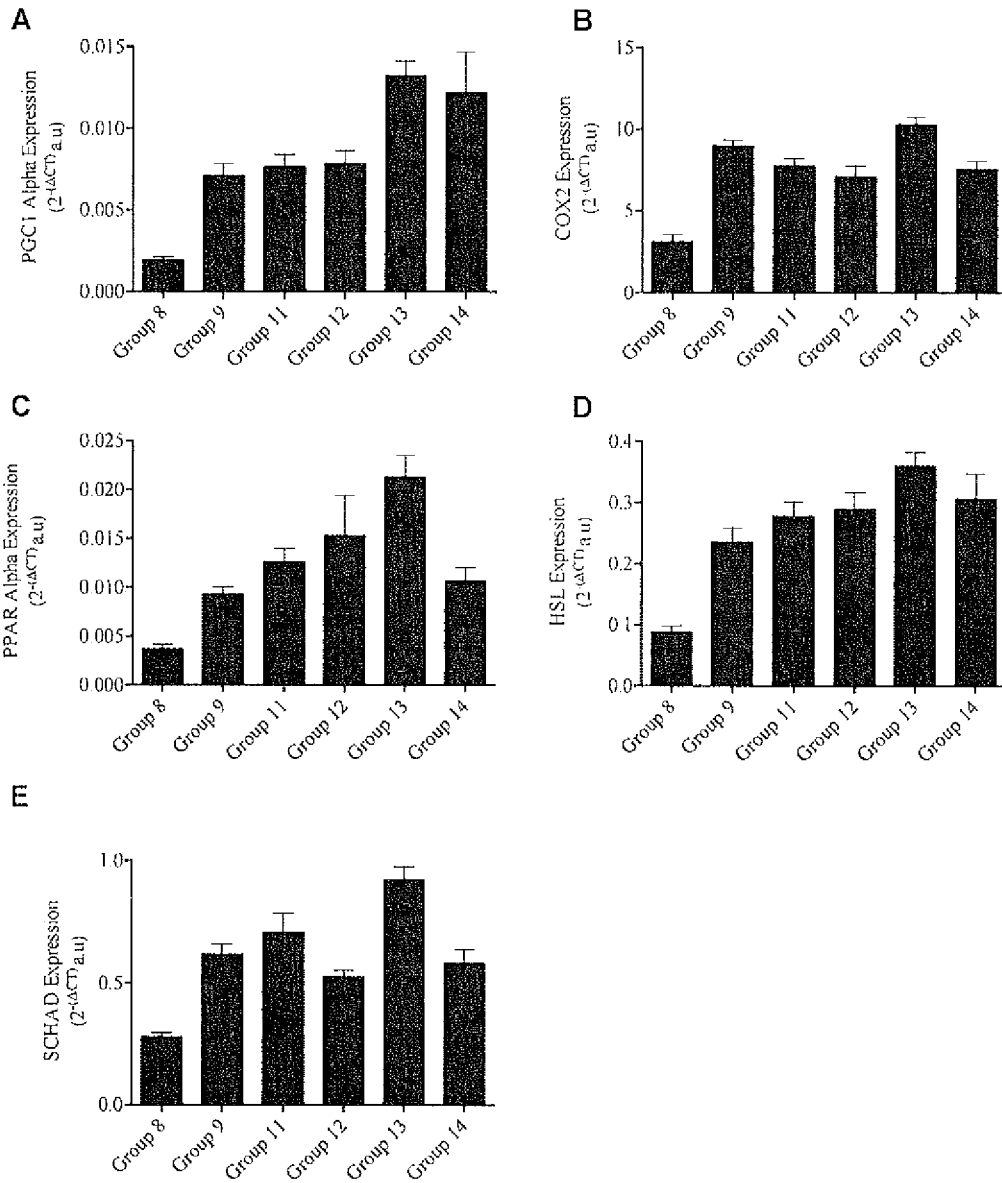 A
PGC1 Alpha Expression
(2-(ΔCT) a.u)
0.015
0.010
0.005
0.000
Group 8
Group 9
Group 11
Group 12
Group 13
Group 14
B
COX2 Expression
(2-(ΔCT) a.u)
15
10
5
0
Group 8
Group 9
Group 11
Group 12
Group 13
Group 14
C
PPAR Alpha Expression
(2-(ΔCT) a.u)
0.025
0.020
0.015
0.010
0.005
0.000
Group 8
Group 9
Group 11
Group 12
Group 13
Group 14
D
HSL Expression
(2-(ΔCT) a.u)
0.4
0.3
0.2
0.1
0.0
Group 8
Group 9
Group 11
Group 12
Group 13
Group 14
E
SCHAD Expression
(2-(ΔCT) a.u)
1.0
0.5
0.0
Group 8
Group 9
Group 11
Group 12
Group 13
Group 14